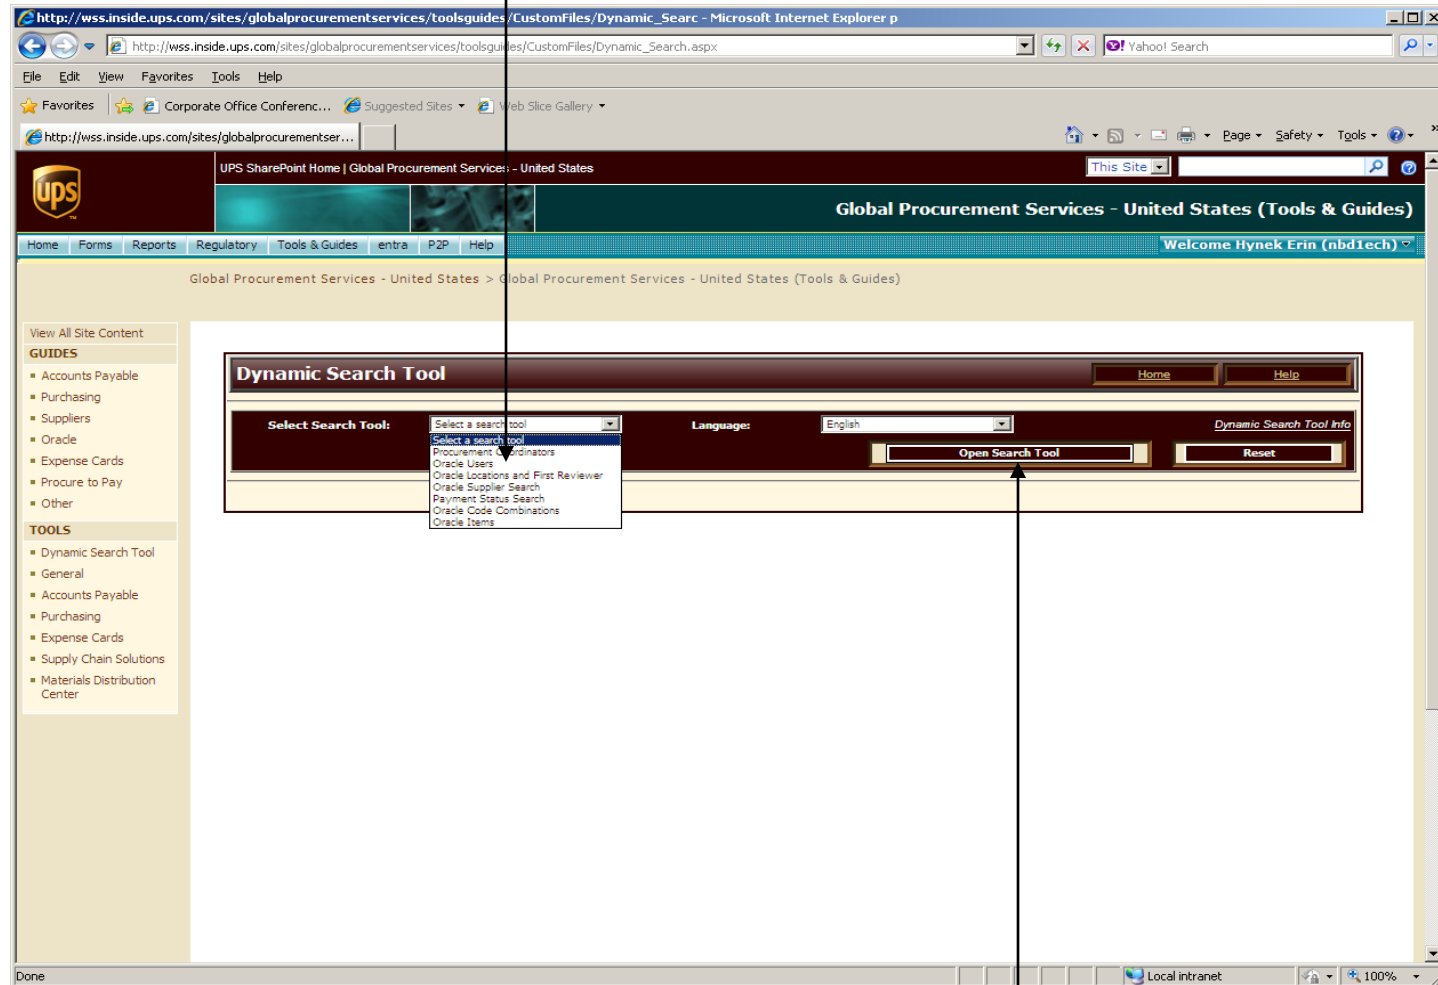 http://wss.inside.ups.com/sites/globalprocurementservices/toolsguides/CustomFiles/Dynamic_Searc - Microsoft Internet Explorer p
http://wss.inside.ups.com/sites/globalprocurementservices/toolsguides/CustomFiles/Dynamic_Search.aspx
Yahoo! Search
File Edit View Favorites Tools Help
Favorites Corporate Office Conferenc... Suggested Sites Web Slice Gallery
http://wss.inside.ups.com/sites/globalprocurementser...
Page Safety Tools
UPS SharePoint Home | Global Procurement Services - United States
This Site
ups
TM
Global Procurement Services - United States (Tools & Guides)
Home Forms Reports Regulatory Tools & Guides entra P2P Help
Welcome Hynek Erin (nbd1ech)
Global Procurement Services - United States > Global Procurement Services - United States (Tools & Guides)
View All Site Content
GUIDES
Accounts Payable
Purchasing
Suppliers
Oracle
Expense Cards
Procure to Pay
Other
TOOLS
Dynamic Search Tool
General
Accounts Payable
Purchasing
Expense Cards
Supply Chain Solutions
Materials Distribution
Center
Dynamic Search Tool
Home
Help
Select Search Tool:
Select a search tool
Language:
English
Dynamic Search Tool Info
Select a search tool
Procurement Coordinators
Oracle Users
Oracle Locations and First Reviewer
Oracle Supplier Search
Payment Status Search
Oracle Code Combinations
Oracle Items
Open Search Tool
Reset
Done
Local intranet
100%